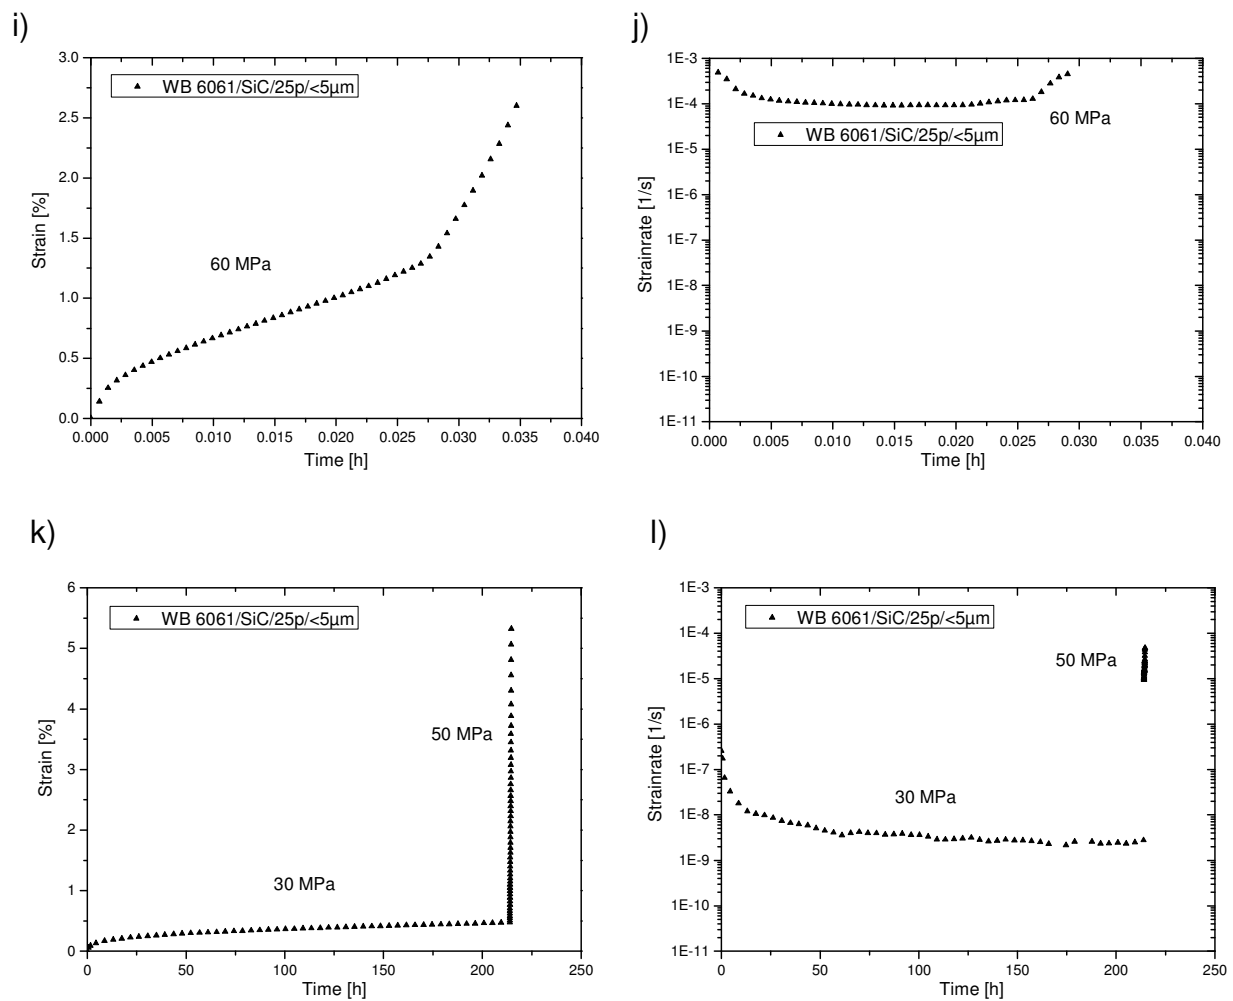 i)
3.0
2.5
2.0
1.5
1.0
0.5
0.0
Strain [%]
WB 6061/SiC/25p/<5µm
60 MPa
0.000 0.005 0.010 0.015 0.020 0.025 0.030 0.035 0.040
Time [h]
j)
1E-3
1E-4
1E-5
1E-6
1E-7
1E-8
1E-9
1E-10
1E-11
Strainrate [1/s]
60 MPa
WB 6061/SiC/25p/<5µm
0.000 0.005 0.010 0.015 0.020 0.025 0.030 0.035 0.040
Time [h]
k)
6
5
4
3
2
1
0
Strain [%]
WB 6061/SiC/25p/<5µm
50 MPa
30 MPa
0 50 100 150 200 250
Time [h]
l)
1E-3
1E-4
1E-5
1E-6
1E-7
1E-8
1E-9
1E-10
1E-11
Strainrate [1/s]
WB 6061/SiC/25p/<5µm
50 MPa
30 MPa
0 50 100 150 200 250
Time [h]